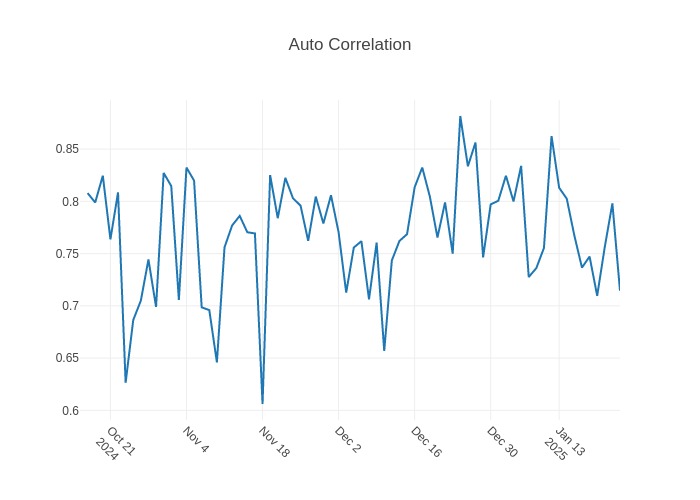 Auto Correlation
0.85
0.8
0.75
0.7
0.65
0.6
Oct 21
2024
Nov 4
Nov 18
Dec 2
Dec 16
Dec 30
Jan 13
2025